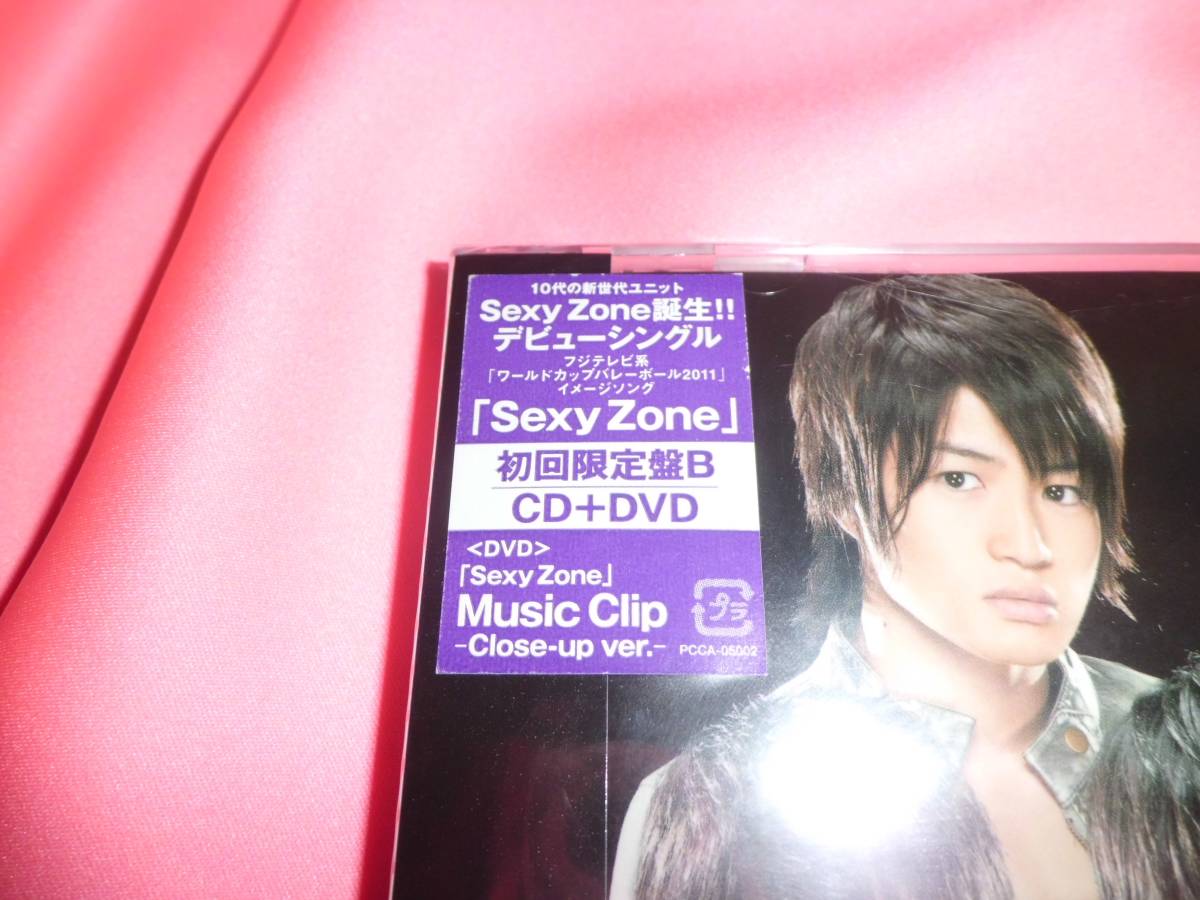 10代の新世代ユニット
Sexy Zone誕生!!
デビューシングル
フジテレビ系
「ワールドカップバレーボール2011」
イメージソング
「Sexy Zone」
初回限定盤B
CD+DVD
<DVD>
「Sexy Zone」
Music Clip
-Close-up ver.-
プラ
PCCA-05002